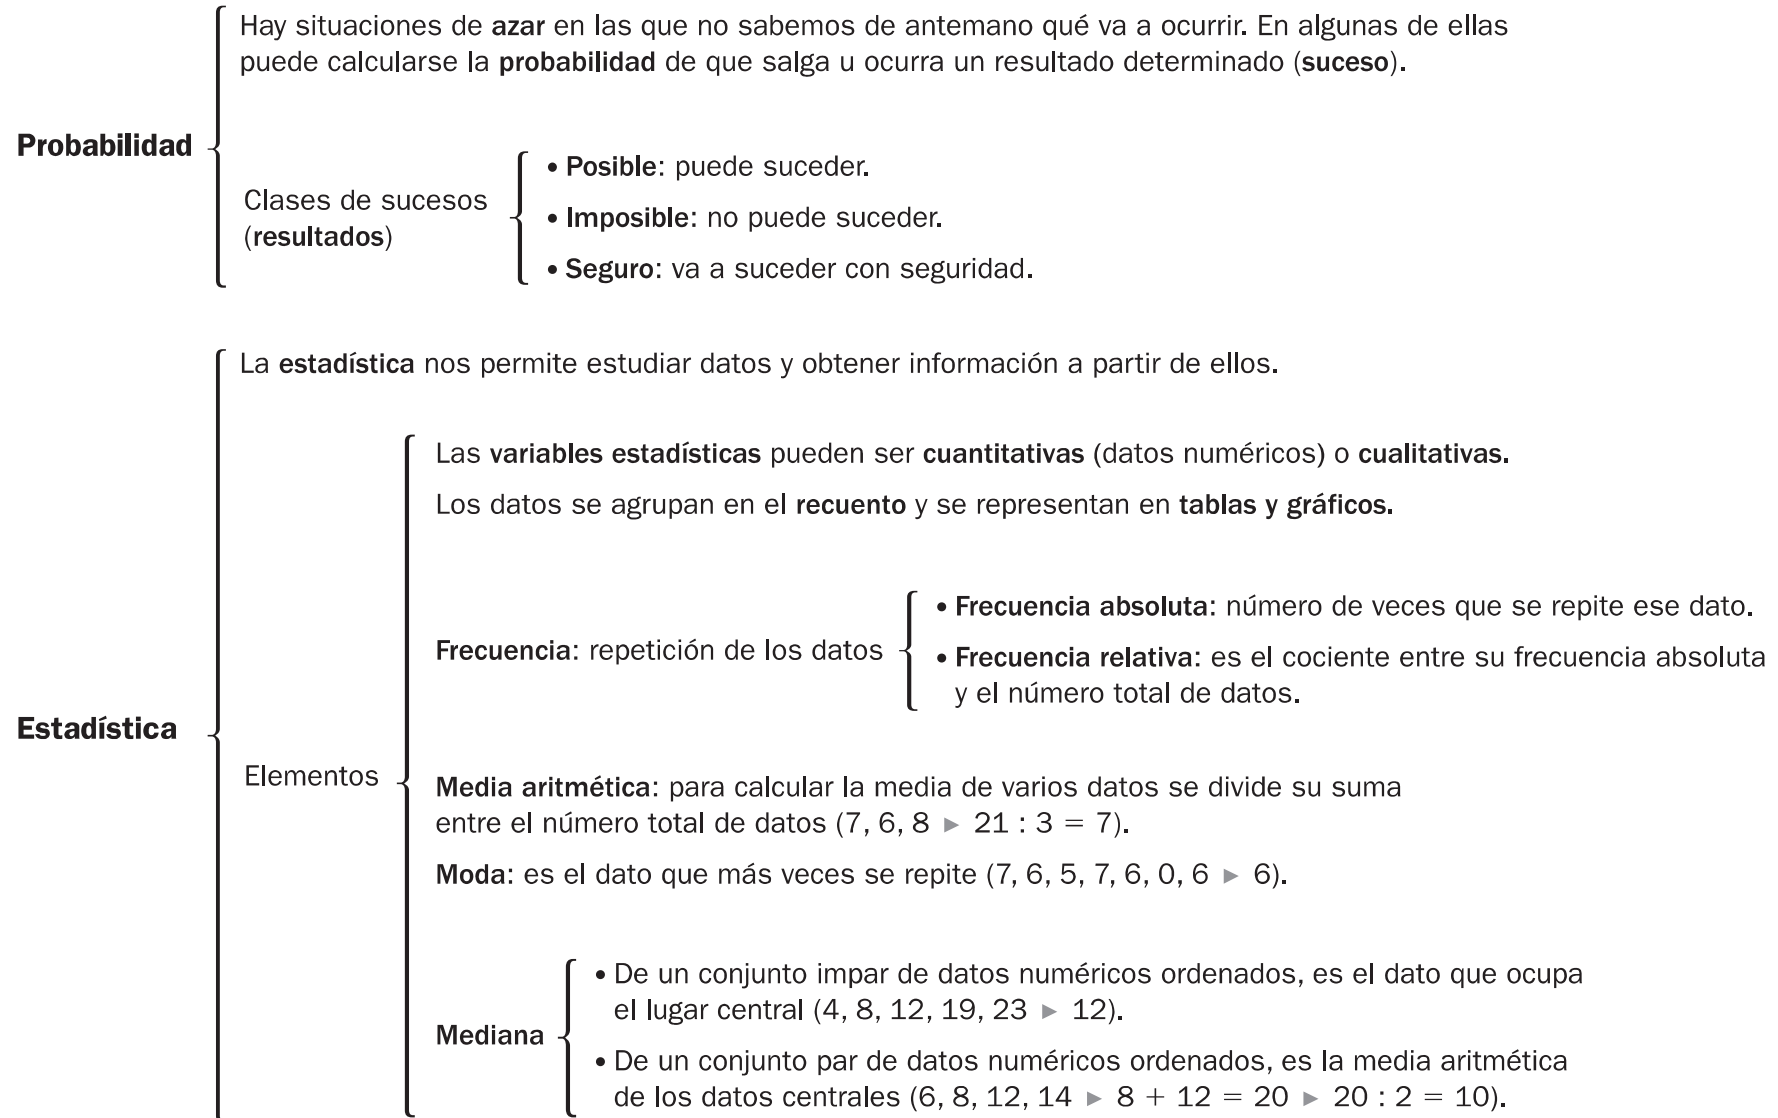 Probabilidad
Hay situaciones de azar en las que no sabemos de antemano qué va a ocurrir. En algunas de ellas
puede calcularse la probabilidad de que salga u ocurra un resultado determinado (suceso).
Clases de sucesos
(resultados)
• Posible: puede suceder.
• Imposible: no puede suceder.
• Seguro: va a suceder con seguridad.
Estadística
La estadística nos permite estudiar datos y obtener información a partir de ellos.
Elementos
Las variables estadísticas pueden ser cuantitativas (datos numéricos) o cualitativas.
Los datos se agrupan en el recuento y se representan en tablas y gráficos.
Frecuencia: repetición de los datos
• Frecuencia absoluta: número de veces que se repite ese dato.
• Frecuencia relativa: es el cociente entre su frecuencia absoluta
y el número total de datos.
Media aritmética: para calcular la media de varios datos se divide su suma
entre el número total de datos (7, 6, 8 ▸ 21 : 3 = 7).
Moda: es el dato que más veces se repite (7, 6, 5, 7, 6, 0, 6 ▸ 6).
Mediana
• De un conjunto impar de datos numéricos ordenados, es el dato que ocupa
el lugar central (4, 8, 12, 19, 23 ▸ 12).
• De un conjunto par de datos numéricos ordenados, es la media aritmética
de los datos centrales (6, 8, 12, 14 ▸ 8 + 12 = 20 ▸ 20 : 2 = 10).